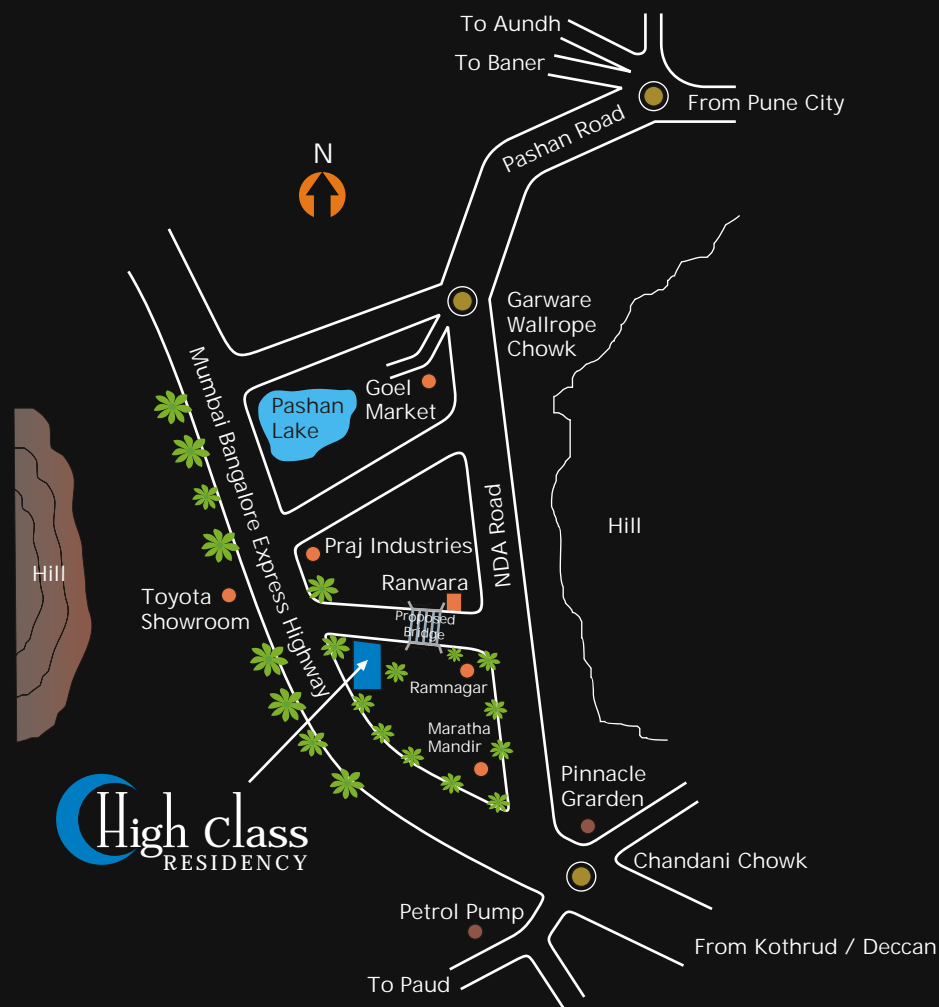 To Aundh
To Baner
From Pune City
Pashan Road
N
Garware
Wallrope
Chowk
Mumbai Bangalore Express Highway
Goel
Market
Pashan
Lake
NDA Road
Hill
Praj Industries
Hill
Ranwara
Toyota
Showroom
Proposed
Bridge
Ramnagar
Maratha
Mandir
Pinnacle
Grarden
High Class
RESIDENCY
Chandani Chowk
Petrol Pump
From Kothrud / Deccan
To Paud